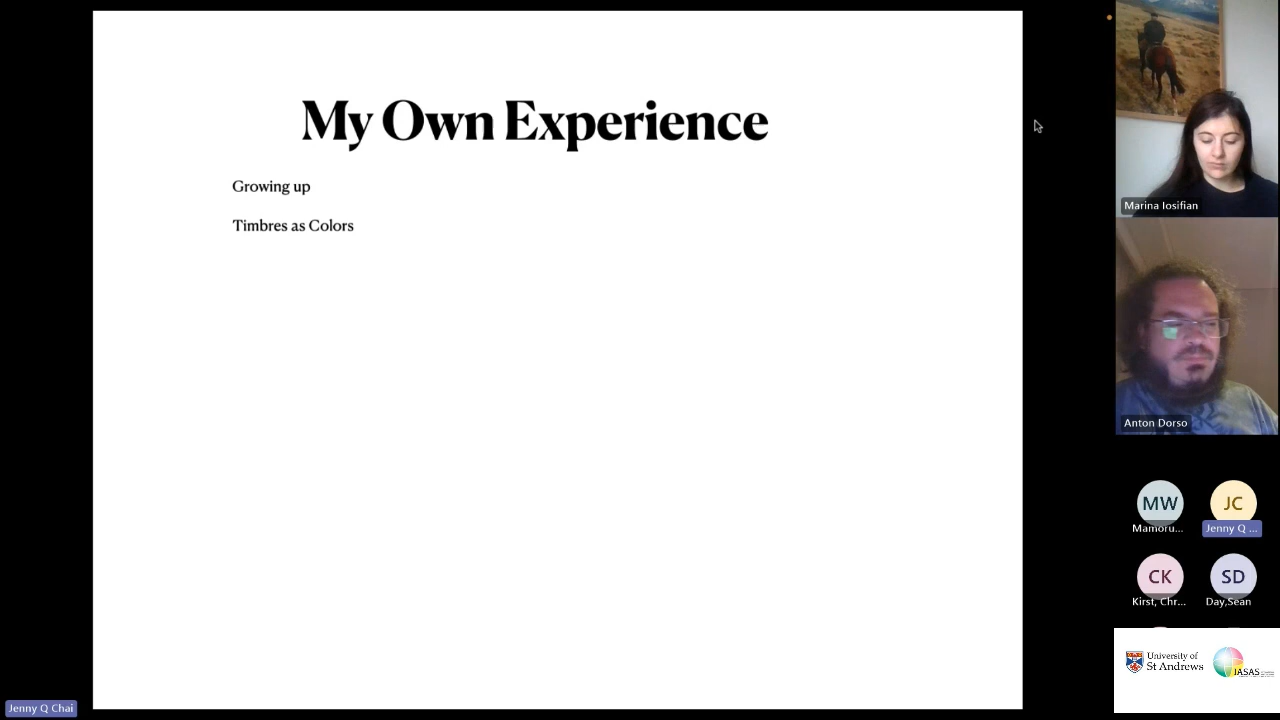 My Own Experience
Growing up
Timbres as Colors
Marina Iosifian
Anton Dorso
MW
JC
Mamoru...
Jenny Q ...
CK
SD
Kirst, Chr...
Day,Sean
University of
St Andrews
IASAS
Jenny Q Chai